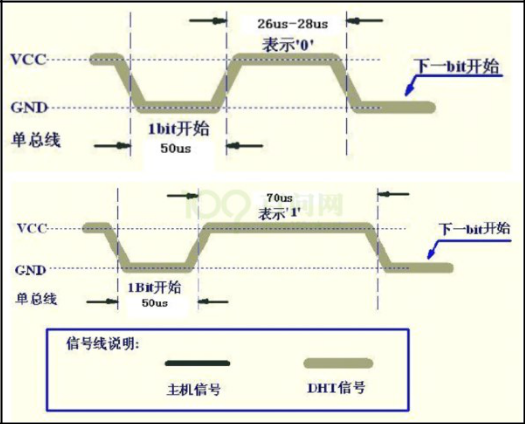 26us-28us
表示'0'
VCC
下一bit开始
GND
1bit开始
单总线
50us
70us
表示'1'
VCC
下一bit开始
GND
1Bit开始
单总线
50us
信号线说明:
主机信号
DHT信号